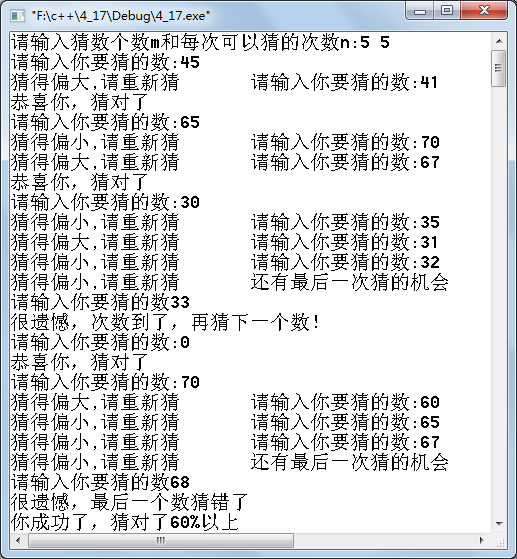 "F:\c++\4_17\Debug\4_17.exe"
请输入猜数个数m和每次可以猜的次数n:5 5
请输入你要猜的数:45
猜得偏大,请重新猜 请输入你要猜的数:41
恭喜你，猜对了
请输入你要猜的数:65
猜得偏小,请重新猜 请输入你要猜的数:70
猜得偏大,请重新猜 请输入你要猜的数:67
恭喜你，猜对了
请输入你要猜的数:30
猜得偏小,请重新猜 请输入你要猜的数:35
猜得偏大,请重新猜 请输入你要猜的数:31
猜得偏小,请重新猜 请输入你要猜的数:32
猜得偏小,请重新猜 还有最后一次猜的机会
请输入你要猜的数33
很遗憾，次数到了，再猜下一个数！
请输入你要猜的数:0
恭喜你，猜对了
请输入你要猜的数:70
猜得偏大,请重新猜 请输入你要猜的数:60
猜得偏小,请重新猜 请输入你要猜的数:65
猜得偏小,请重新猜 请输入你要猜的数:67
猜得偏小,请重新猜 还有最后一次猜的机会
请输入你要猜的数68
很遗憾，最后一个数猜错了
你成功了，猜对了60%以上